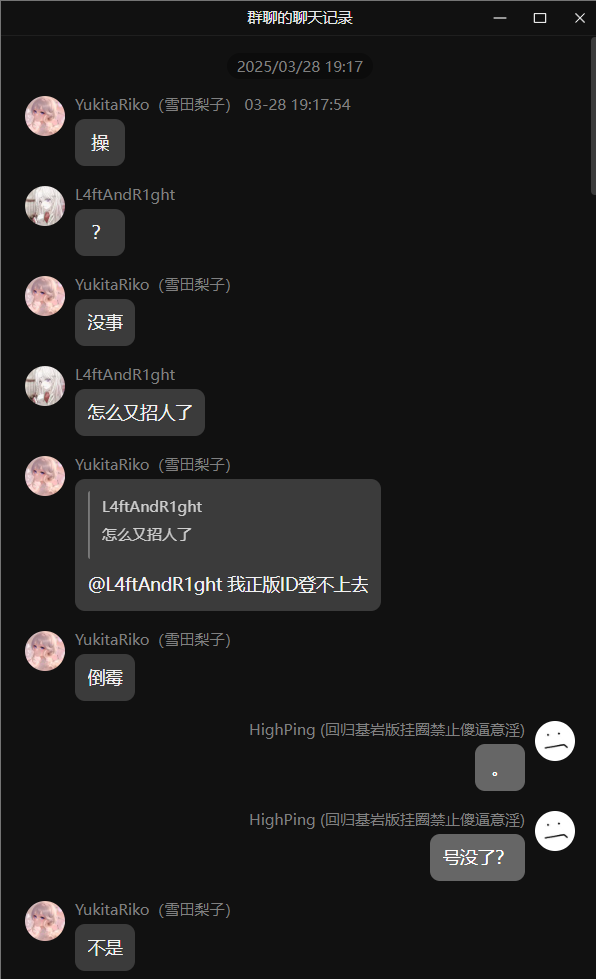 群聊的聊天记录
2025/03/28 19:17
YukitaRiko（雪田梨子） 03-28 19:17:54
操
L4ftAndR1ght
？
YukitaRiko（雪田梨子）
没事
L4ftAndR1ght
怎么又招人了
YukitaRiko（雪田梨子）
L4ftAndR1ght
怎么又招人了
@L4ftAndR1ght 我正版ID登不上去
YukitaRiko（雪田梨子）
倒霉
HighPing (回归基岩版挂圈禁止傻逼意淫)
。
HighPing (回归基岩版挂圈禁止傻逼意淫)
号没了？
YukitaRiko（雪田梨子）
不是